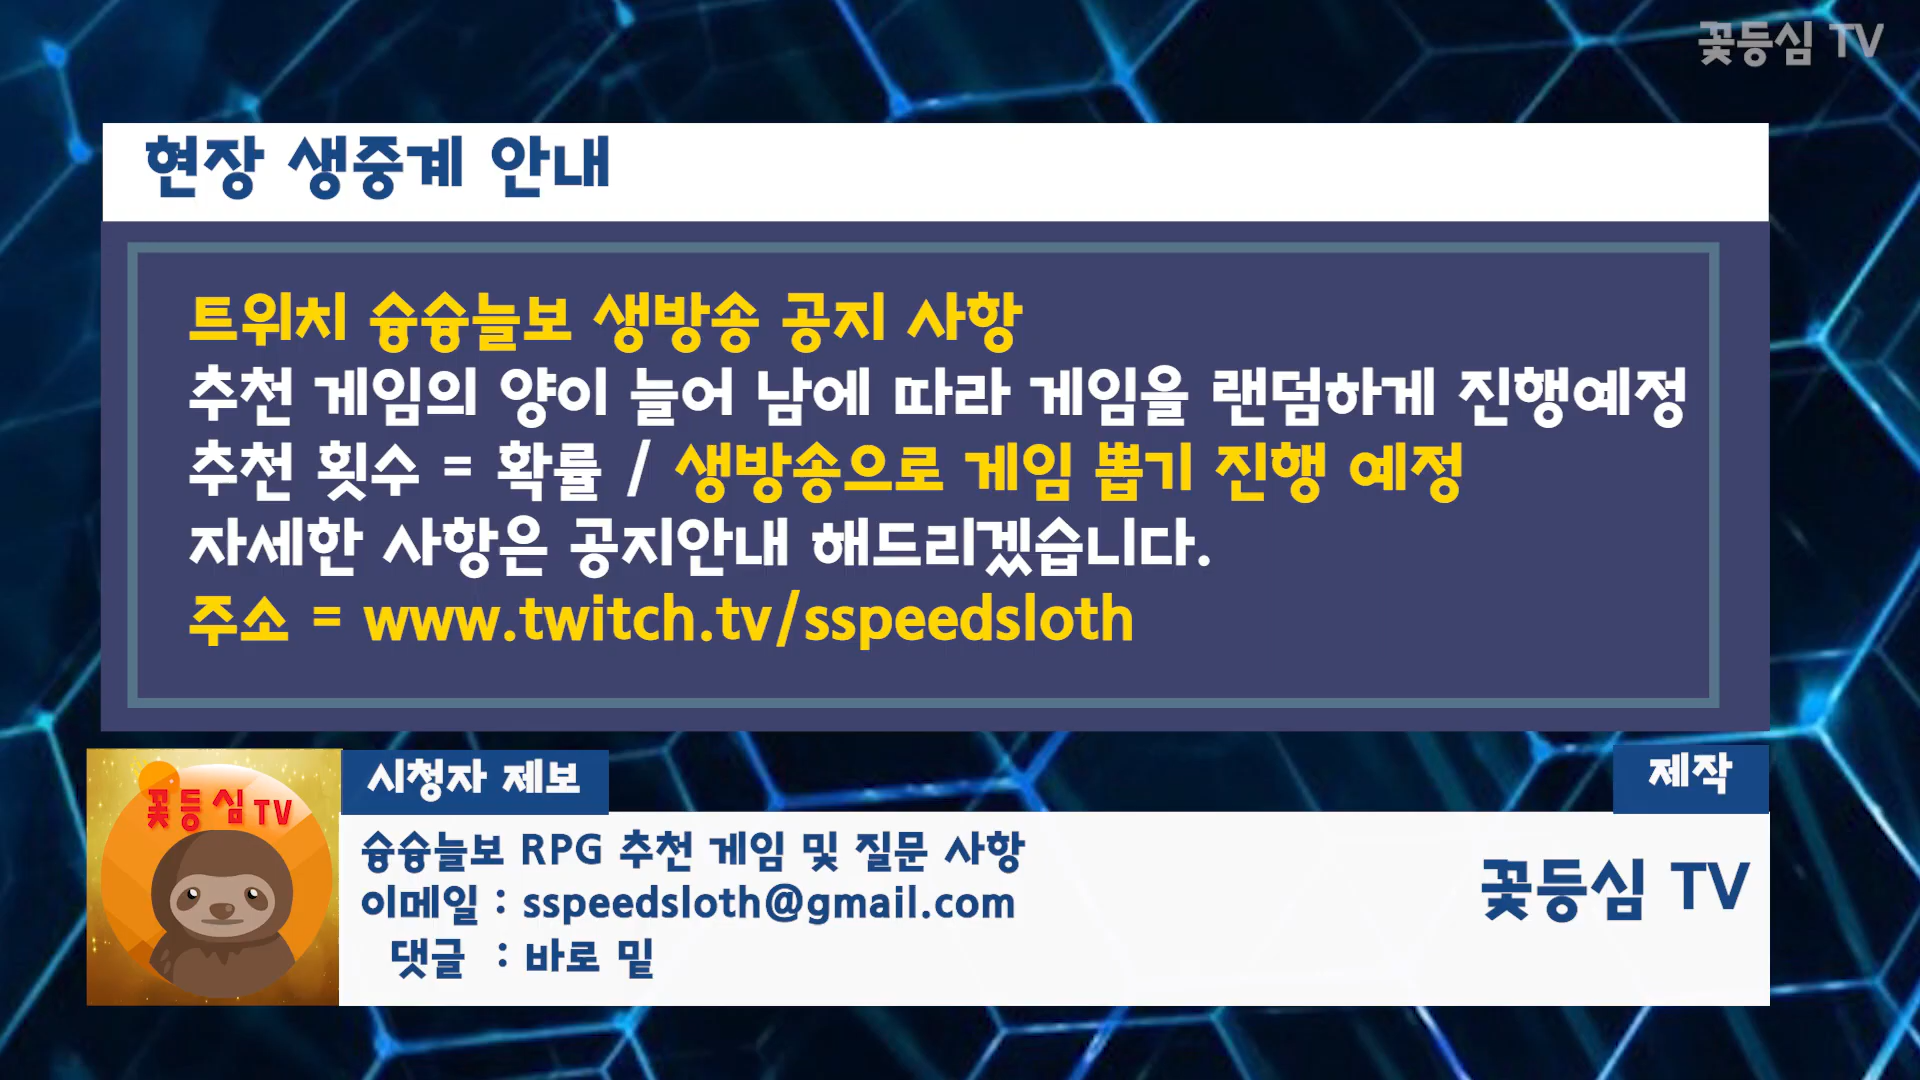 꽃등심 TV
현장 생중계 안내
트위치 슝슝늘보 생방송 공지 사항
추천 게임의 양이 늘어 남에 따라 게임을 랜덤하게 진행예정
추천 횟수 = 확률 / 생방송으로 게임 뽑기 진행 예정
자세한 사항은 공지안내 해드리겠습니다.
주소 = www.twitch.tv/sspeedsloth
꽃등심TV
시청자 제보
슝슝늘보 RPG 추천 게임 및 질문 사항
이메일 : sspeedsloth@gmail.com
댓글 : 바로 밑
제작
꽃등심 TV